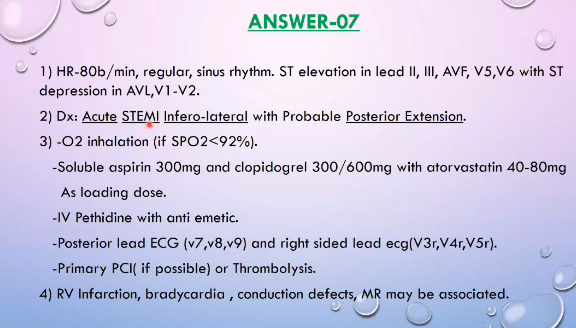 ANSWER-07
1) HR-80b/min, regular, sinus rhythm. ST elevation in lead II, III, AVF, V5,V6 with ST
depression in AVL,V1-V2.
2) Dx: Acute STEMI Infero-lateral with Probable Posterior Extension.
3) -O2 inhalation (if SPO2<92%).
-Soluble aspirin 300mg and clopidogrel 300/600mg with atorvastatin 40-80mg
As loading dose.
-IV Pethidine with anti emetic.
-Posterior lead ECG (v7,v8,v9) and right sided lead ecg(V3r,V4r,V5r).
-Primary PCI( if possible) or Thrombolysis.
4) RV Infarction, bradycardia , conduction defects, MR may be associated.